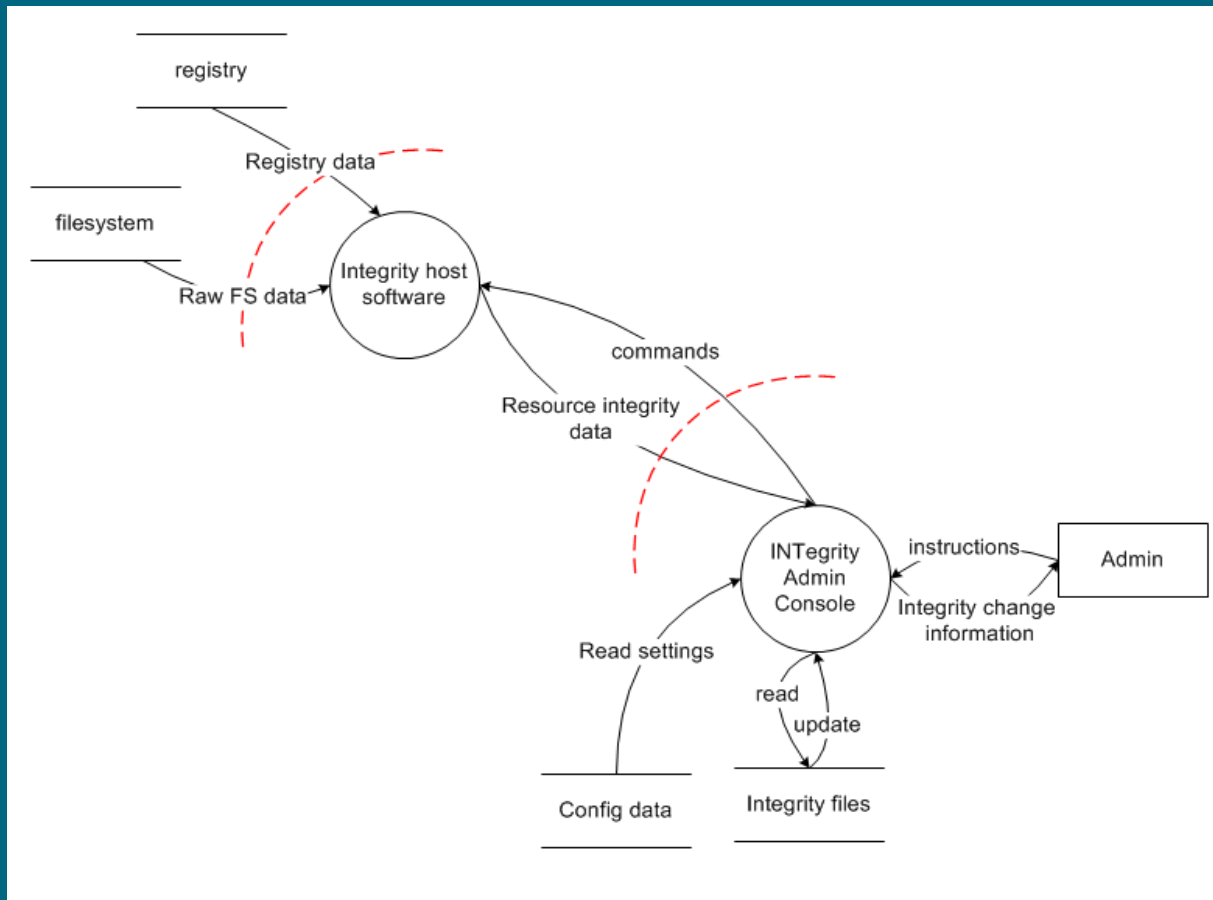 registry
Registry data
filesystem
Raw FS data
Integrity host
software
commands
Resource integrity
data
INTegrity
Admin
Console
instructions
Admin
Integrity change
information
Read settings
read
update
Config data
Integrity files